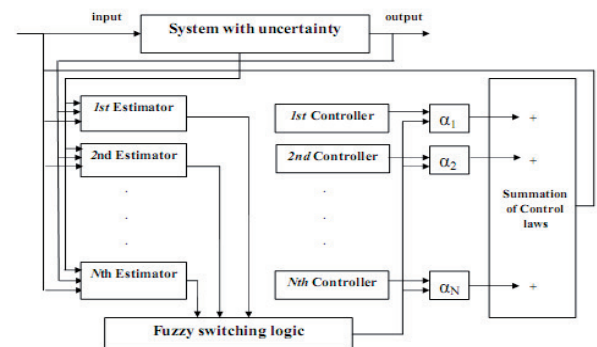 input
System with uncertainty
output
1st Estimator
1st Controller
α1
+
2nd Estimator
2nd Controller
α2
+
Summation
of Control
laws
Nth Estimator
Nth Controller
αN
+
Fuzzy switching logic